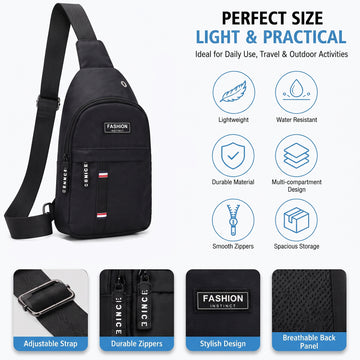 PERFECT SIZE
LIGHT & PRACTICAL
Ideal for Daily Use, Travel & Outdoor Activities
FASHION
INSTINCT
Lightweight
Water Resistant
Durable Material
Multi-compartment
Design
Smooth Zippers
Spacious Storage
FASHION
INSTINCT
Adjustable Strap
Durable Zippers
Stylish Design
Breathable Back
Panel